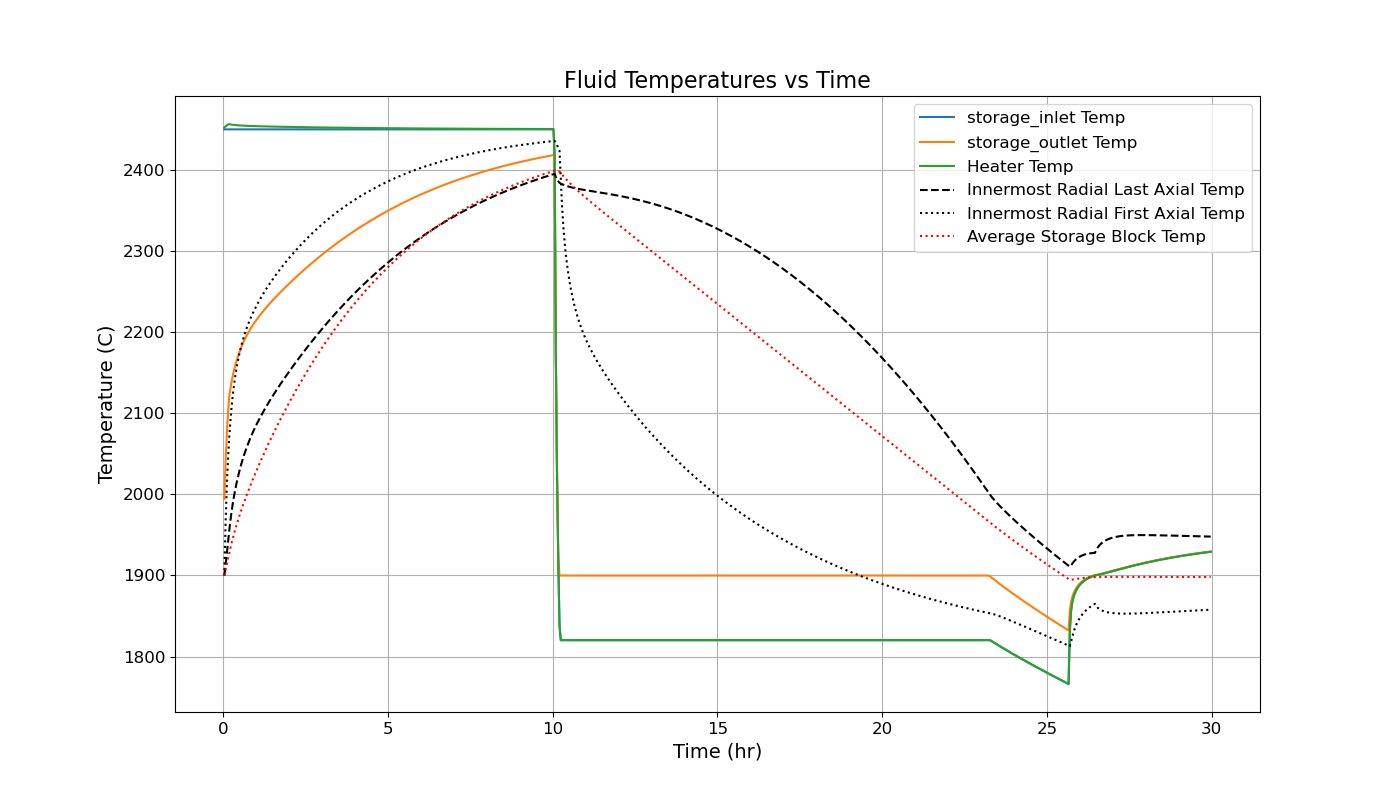 Fluid Temperatures vs Time
storage_inlet Temp
storage_outlet Temp
Heater Temp
Innermost Radial Last Axial Temp
Innermost Radial First Axial Temp
Average Storage Block Temp
Temperature (C)
2400
2300
2200
2100
2000
1900
1800
0 5 10 15 20 25 30
Time (hr)